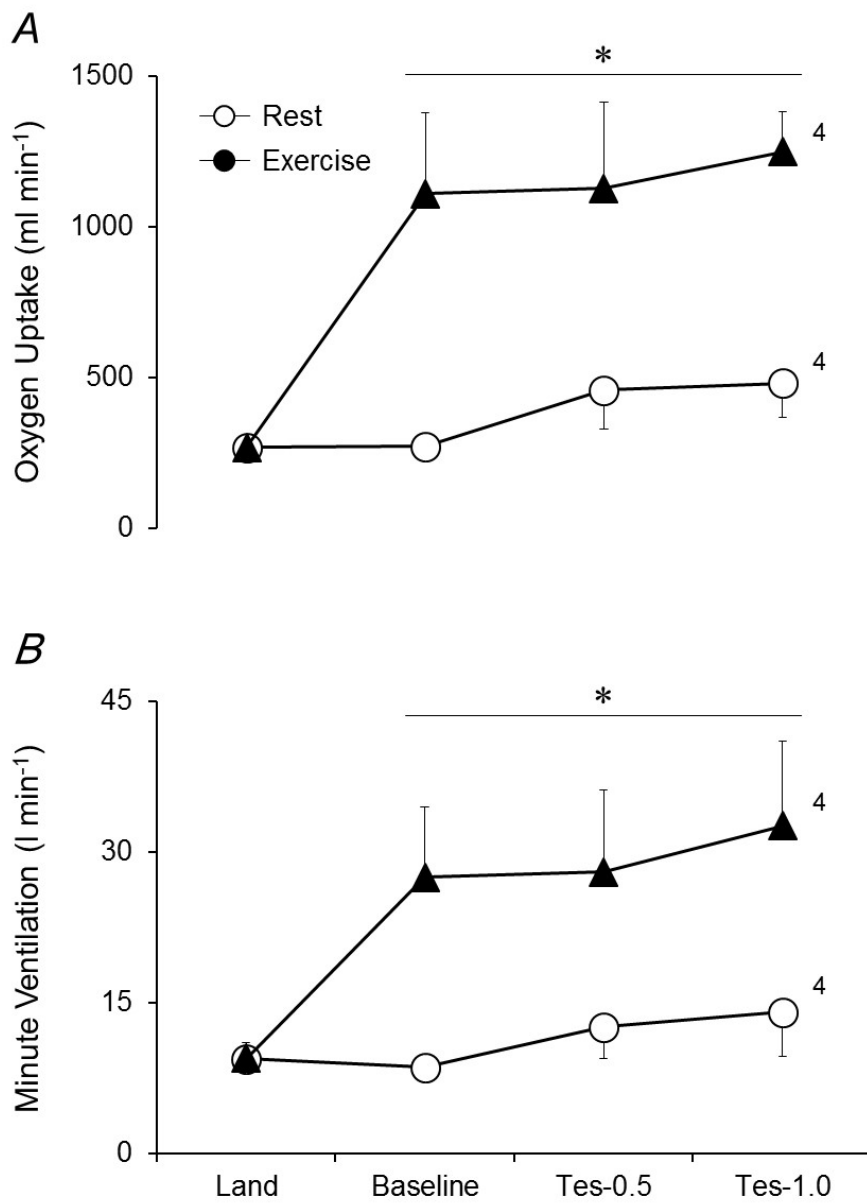 A
Oxygen Uptake (ml min⁻¹)
1500
1000
500
0
Rest
Exercise
*
4
4
B
Minute Ventilation (l min⁻¹)
45
30
15
0
*
4
4
Land Baseline Tes-0.5 Tes-1.0